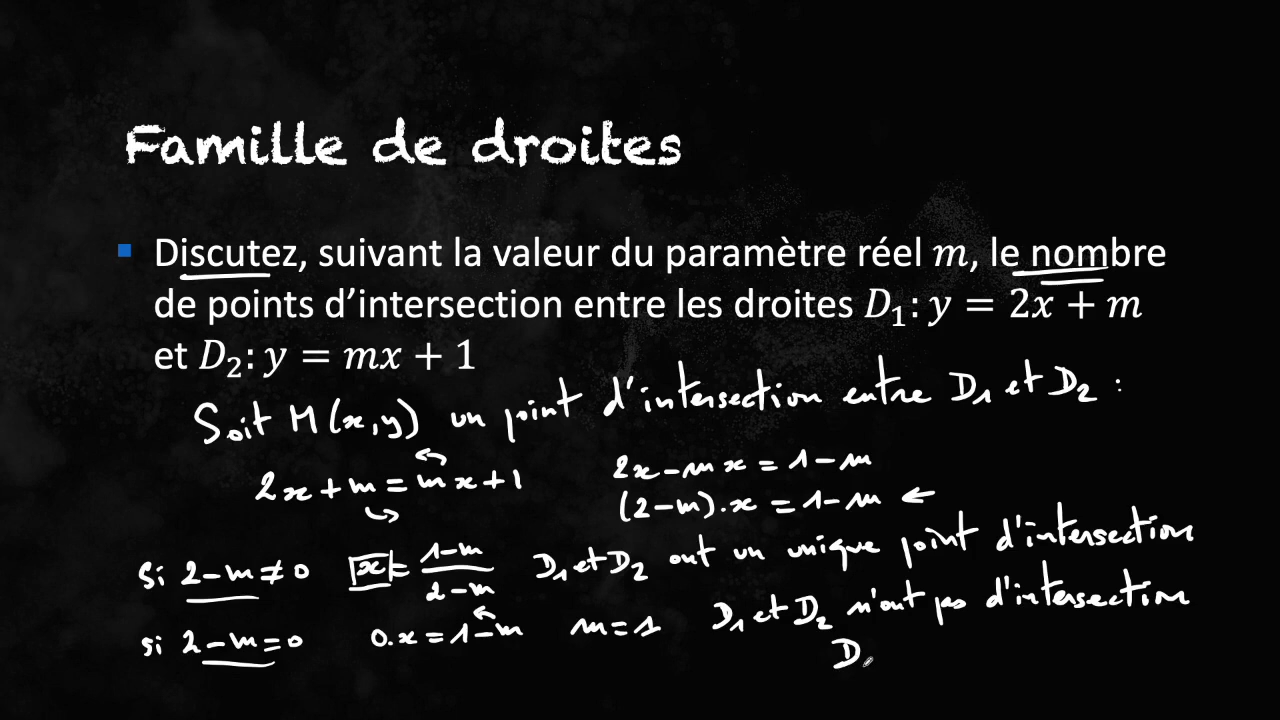 Famille de droites
Discutez, suivant la valeur du paramètre réel m, le nombre
de points d’intersection entre les droites D₁: y = 2x + m
et D₂: y = mx + 1
Soit M(x,y) un point d'intersection entre D₁ et D₂ :
2x + m = mx + 1
2x - mx = 1 - m
(2-m).x = 1 - m ←
si 2-m ≠ 0 x = (1-m)/(2-m) D₁ et D₂ ont un unique point d'intersection
si 2-m = 0 0.x = 1-m m = 1 D₁ et D₂ n'ont pas d'intersection
D